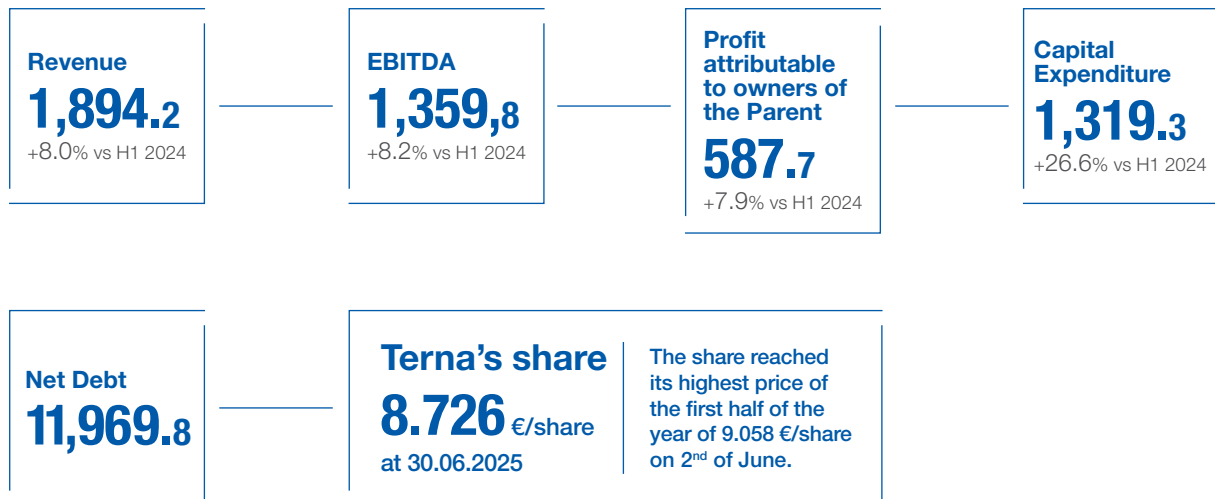 Revenue
1,894.2
+8.0% vs H1 2024
EBITDA
1,359,8
+8.2% vs H1 2024
Profit
attributable
to owners of
the Parent
587.7
+7.9% vs H1 2024
Capital
Expenditure
1,319.3
+26.6% vs H1 2024
Net Debt
11,969.8
Terna’s share
8.726 €/share
at 30.06.2025
The share reached
its highest price of
the first half of the
year of 9.058 €/share
on 2nd of June.